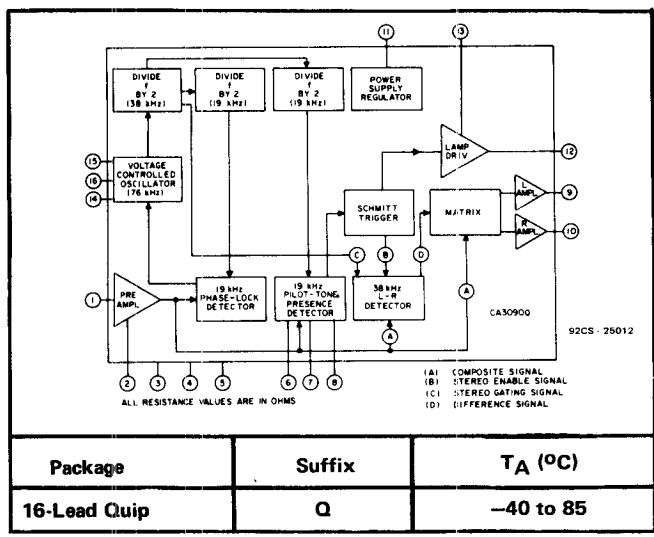 11
13
DIVIDE
f
BY 2
(38 kHz)
DIVIDE
f
BY 2
(19 kHz)
DIVIDE
f
BY 2
(19 kHz)
POWER
SUPPLY
REGULATOR
LAMP
DRIV
12
15
16
14
VOLTAGE
CONTROLLED
OSCILLATOR
(76 kHz)
SCHMITT
TRIGGER
MATRIX
L
AMPL.
9
R
AMPL.
10
C
B
D
A
1
PRE
AMPL.
19 kHz
PHASE-LOCK
DETECTOR
19 kHz
PILOT-TONE
PRESENCE
DETECTOR
38 kHz
L-R
DETECTOR
CA3090Q
92CS - 25012
A
2
3
4
5
6
7
8
(A) COMPOSITE SIGNAL
(B) STEREO ENABLE SIGNAL
(C) STEREO GATING SIGNAL
(D) DIFFERENCE SIGNAL
ALL RESISTANCE VALUES ARE IN OHMS
Package Suffix TA (°C)
16-Lead Quip Q −40 to 85